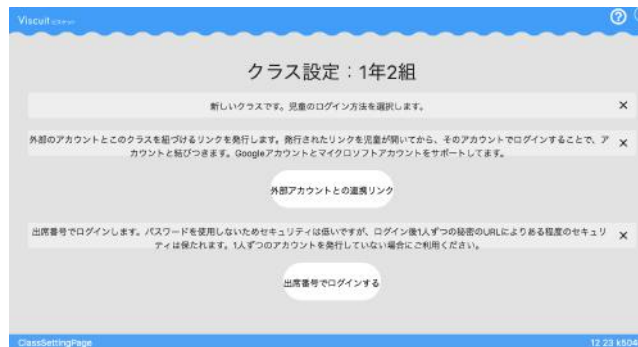 Viscuit ビスケット
クラス設定：1年2組
新しいクラスです。児童のログイン方法を選択します。
外部のアカウントとこのクラスを紐づけるリンクを発行します。発行されたリンクを児童が開いてから、そのアカウントでログインすることで、ア
カウントと結びつきます。Googleアカウントとマイクロソフトアカウントをサポートしてます。
外部アカウントとの連携リンク
出席番号でログインします。パスワードを使用しないためセキュリティは低いですが、ログイン後1人ずつの秘密のURLによりある程度のセキュリ
ティは保たれます。1人ずつのアカウントを発行していない場合にご利用ください。
出席番号でログインする
ClassSettingPage
12 23 k504